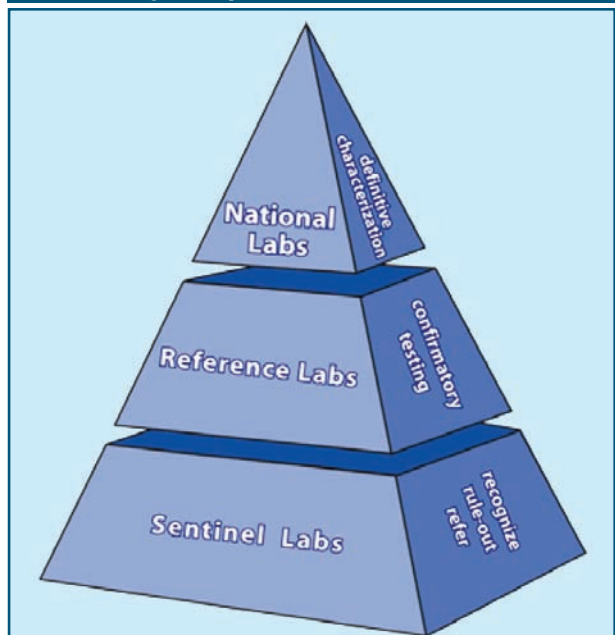 National
Labs
definitive
characterization
Reference Labs
confirmatory
testing
Sentinel Labs
recognize
rule-out
refer